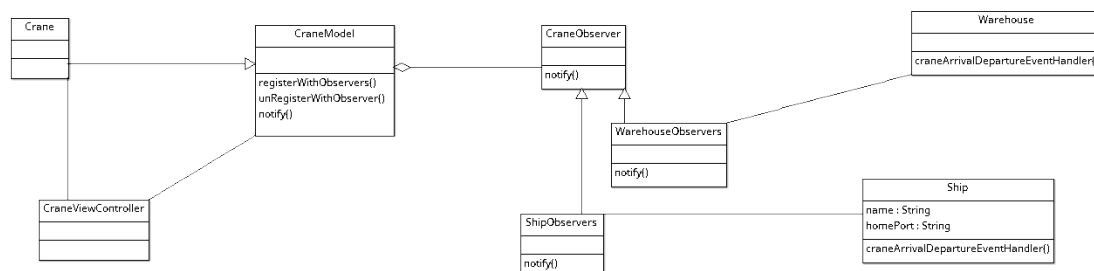 Crane
CraneModel
registerWithObservers()
unRegisterWithObserver()
notify()
CraneObserver
notify()
Warehouse
craneArrivalDepartureEventHandler()
WarehouseObservers
notify()
CraneViewController
ShipObservers
notify()
Ship
name : String
homePort : String
craneArrivalDepartureEventHandler()